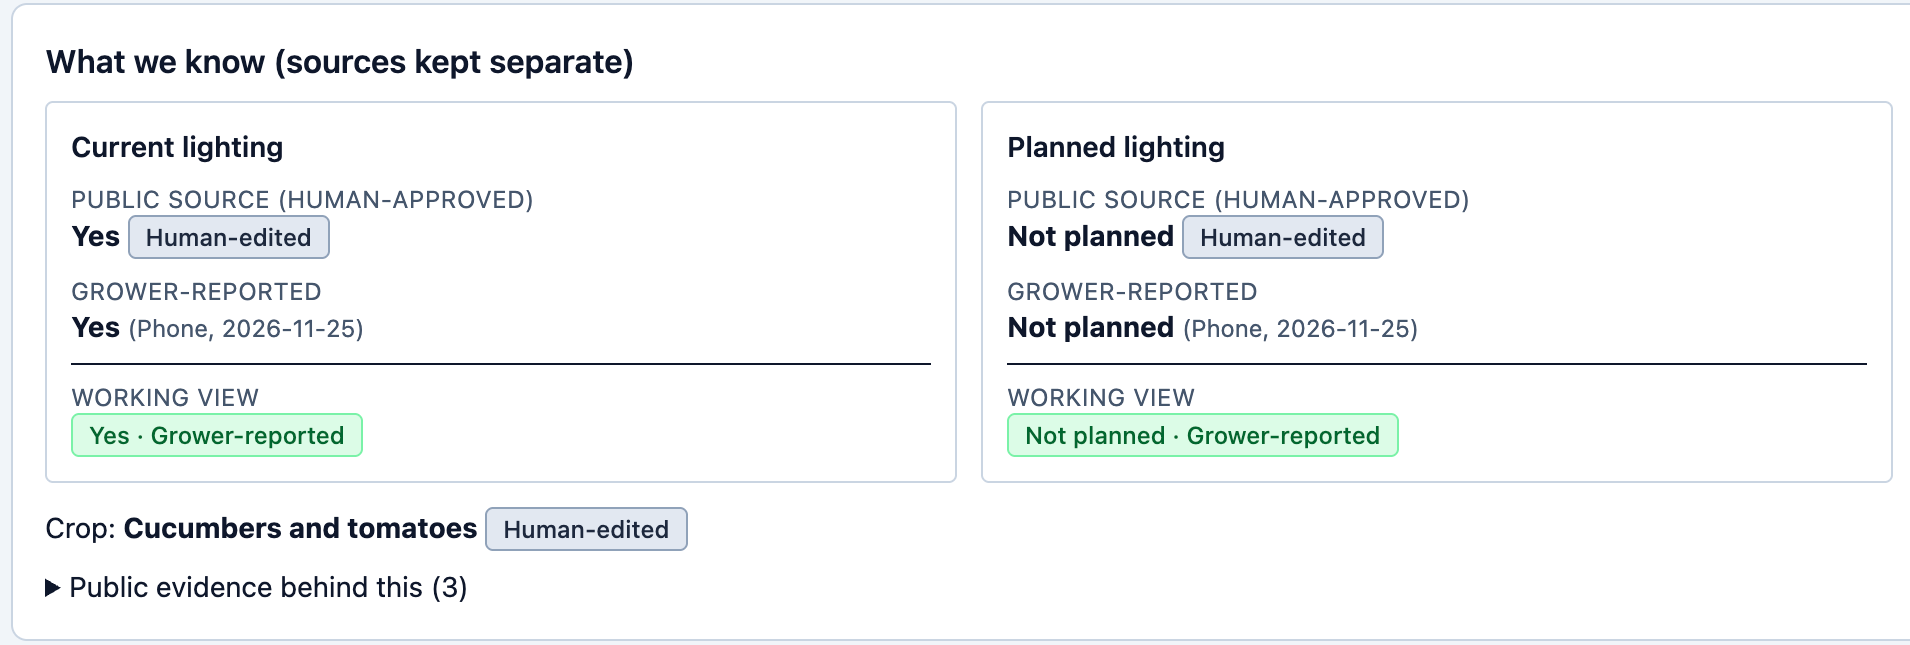 What we know (sources kept separate)
Current lighting
PUBLIC SOURCE (HUMAN-APPROVED)
Yes Human-edited
GROWER-REPORTED
Yes (Phone, 2026-11-25)
WORKING VIEW
Yes · Grower-reported
Planned lighting
PUBLIC SOURCE (HUMAN-APPROVED)
Not planned Human-edited
GROWER-REPORTED
Not planned (Phone, 2026-11-25)
WORKING VIEW
Not planned · Grower-reported
Crop: Cucumbers and tomatoes Human-edited
Public evidence behind this (3)